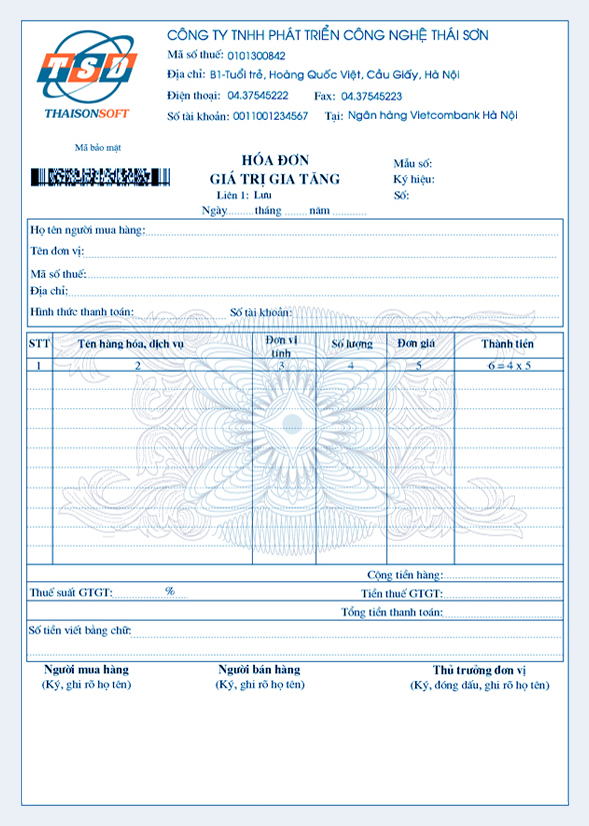 CÔNG TY TNHH PHÁT TRIỂN CÔNG NGHỆ THÁI SƠN
TSD
THAISONSOFT
Mã số thuế: 0101300842
Địa chỉ: B1-Tuổi trẻ, Hoàng Quốc Việt, Cầu Giấy, Hà Nội
Điện thoại: 04.37545222 Fax: 04.37545223
Số tài khoản: 0011001234567 Tại: Ngân hàng Vietcombank Hà Nội
Mã bảo mật
HÓA ĐƠN
GIÁ TRỊ GIA TĂNG
Liên 1: Lưu
Ngày.........tháng ........ năm ............
Mẫu số:
Ký hiệu:
Số:
Họ tên người mua hàng:
Tên đơn vị:
Mã số thuế:
Địa chỉ:
Hình thức thanh toán: Số tài khoản:
STT Tên hàng hóa, dịch vụ Đơn vị tính Số lượng Đơn giá Thành tiền
1 2 3 4 5 6 = 4 x 5
Cộng tiền hàng:
Thuế suất GTGT: % Tiền thuế GTGT:
Tổng tiền thanh toán:
Số tiền viết bằng chữ:
Người mua hàng Người bán hàng Thủ trưởng đơn vị
(Ký, ghi rõ họ tên) (Ký, ghi rõ họ tên) (Ký, đóng dấu, ghi rõ họ tên)